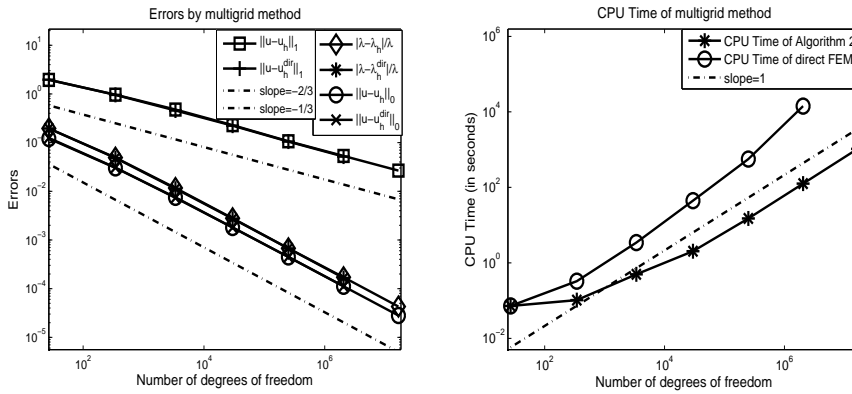 Errors by multigrid method
10^1
10^0
10^-1
10^-2
10^-3
10^-4
10^-5
Errors
||u−u_h||_1
||u−u_h^dir||_1
slope=−2/3
slope=−1/3
|λ−λ_h|/λ
|λ−λ_h^dir|/λ
||u−u_h||_0
||u−u_h^dir||_0
10^2
10^4
10^6
Number of degrees of freedom
CPU Time of multigrid method
10^6
10^4
10^2
10^0
10^-2
CPU Time (in seconds)
CPU Time of Algorithm 2
CPU Time of direct FEM
slope=1
10^2
10^4
10^6
Number of degrees of freedom